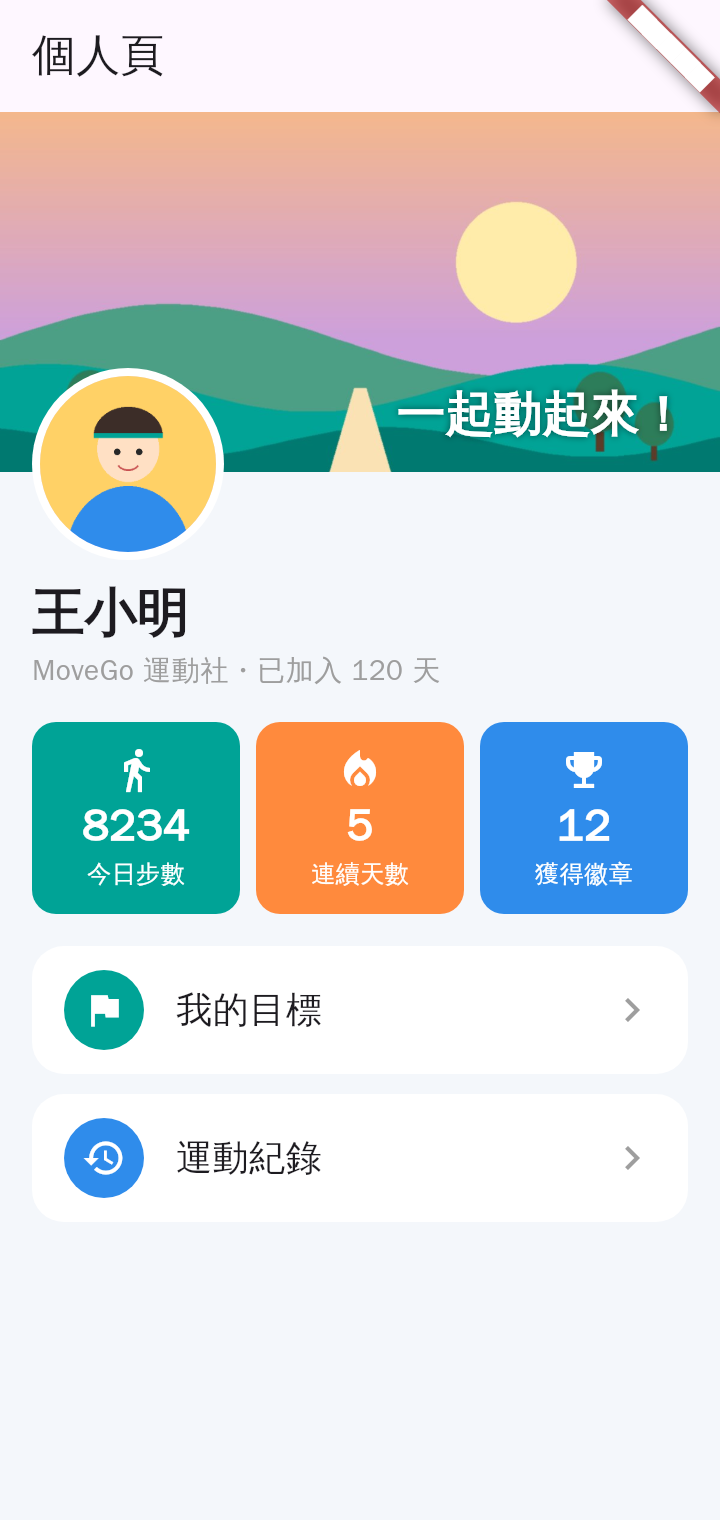 個人頁
一起動起來！
王小明
MoveGo 運動社・已加入 120 天
8234
今日步數
5
連續天數
12
獲得徽章
我的目標
運動紀錄